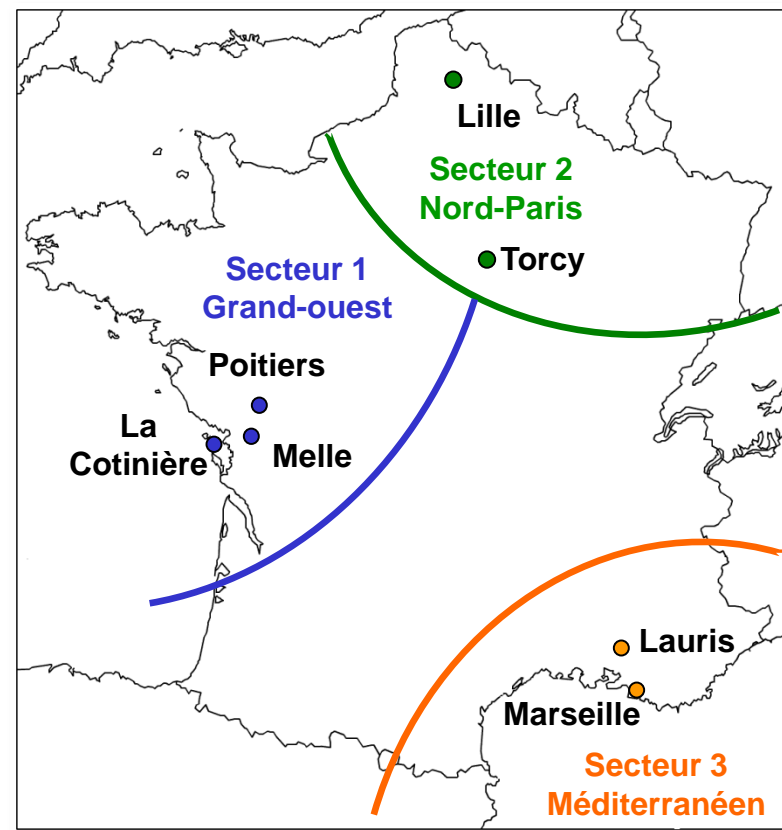 Lille
Secteur 2
Nord-Paris
Torcy
Secteur 1
Grand-ouest
Poitiers
La
Cotinière
Melle
Lauris
Marseille
Secteur 3
Méditerranéen